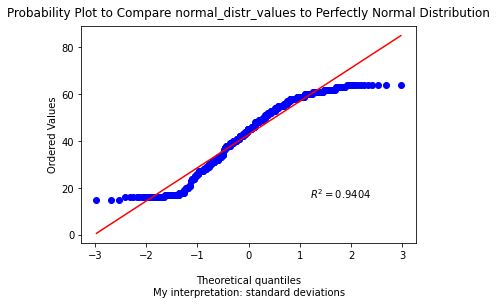 Probability Plot to Compare normal_distr_values to Perfectly Normal Distribution
80
60
40
20
0
Ordered Values
R² = 0.9404
−3 −2 −1 0 1 2 3
Theoretical quantiles
My interpretation: standard deviations